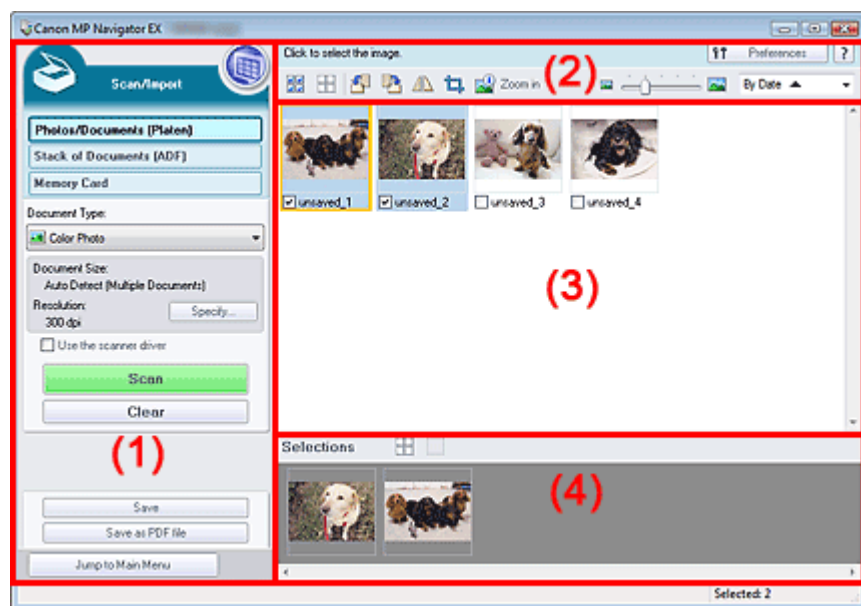 Canon MP Navigator EX
Scan/Import
Photos/Documents (Platen)
Stack of Documents (ADF)
Memory Card
Document Type:
Color Photo
Document Size:
Auto Detect (Multiple Documents)
Resolution:
300 dpi
Specify...
Use the scanner driver
Scan
Clear
(1)
Save
Save as PDF file
Jump to Main Menu
Click to select the image.
Preferences
?
Zoom in
(2)
By Date
unsaved_1
unsaved_2
unsaved_3
unsaved_4
(3)
Selections
(4)
Selected: 2